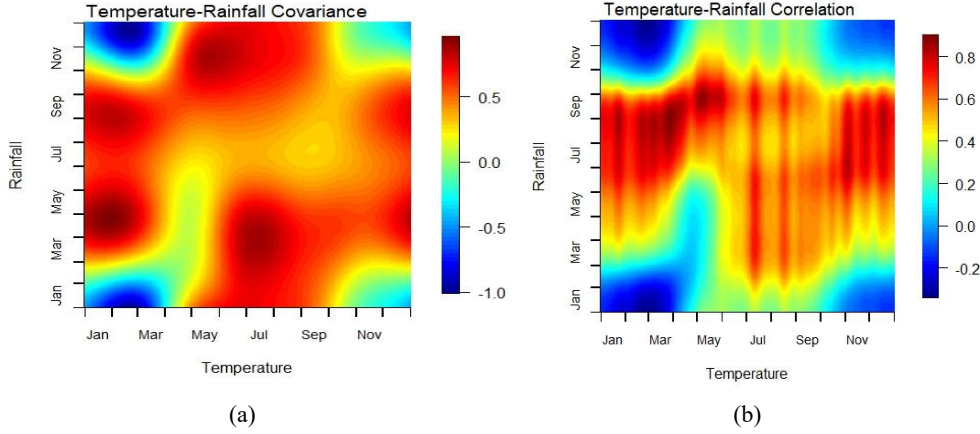 Temperature-Rainfall Covariance
Nov
Sep
Jul
May
Mar
Jan
Rainfall
Jan Mar May Jul Sep Nov
Temperature
0.5
0.0
-0.5
-1.0
(a)
Temperature-Rainfall Correlation
Nov
Sep
Jul
May
Mar
Jan
Rainfall
Jan Mar May Jul Sep Nov
Temperature
0.8
0.6
0.4
0.2
0.0
-0.2
(b)